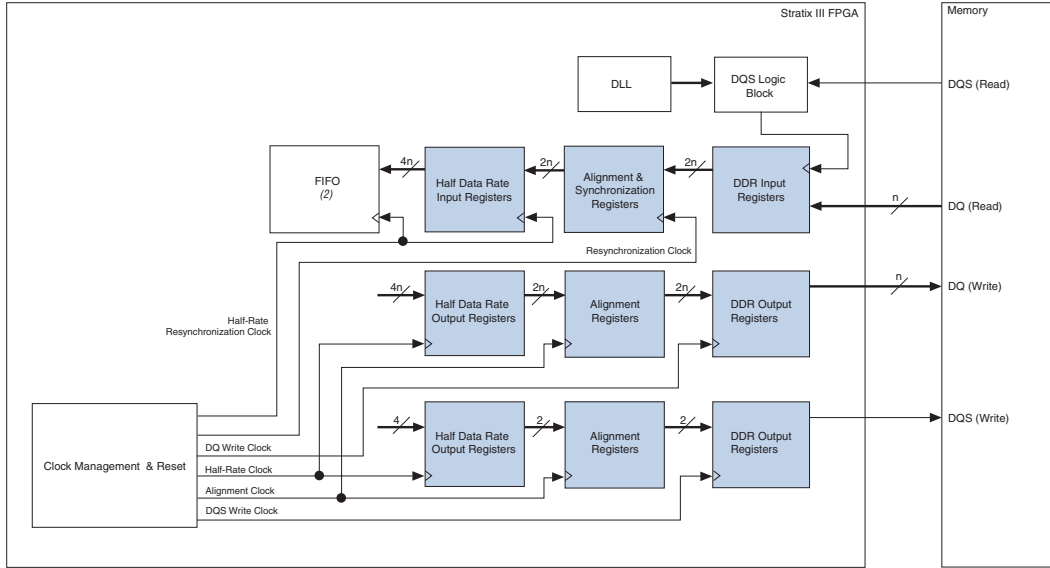 Stratix III FPGA
Memory
DLL
DQS Logic
Block
DQS (Read)
FIFO
(2)
4n
Half Data Rate
Input Registers
2n
Alignment &
Synchronization
Registers
2n
DDR Input
Registers
n
DQ (Read)
Resynchronization Clock
4n
Half Data Rate
Output Registers
2n
Alignment
Registers
2n
DDR Output
Registers
n
DQ (Write)
Half-Rate
Resynchronization Clock
4
Half Data Rate
Output Registers
2
Alignment
Registers
2
DDR Output
Registers
DQS (Write)
Clock Management & Reset
DQ Write Clock
Half-Rate Clock
Alignment Clock
DQS Write Clock